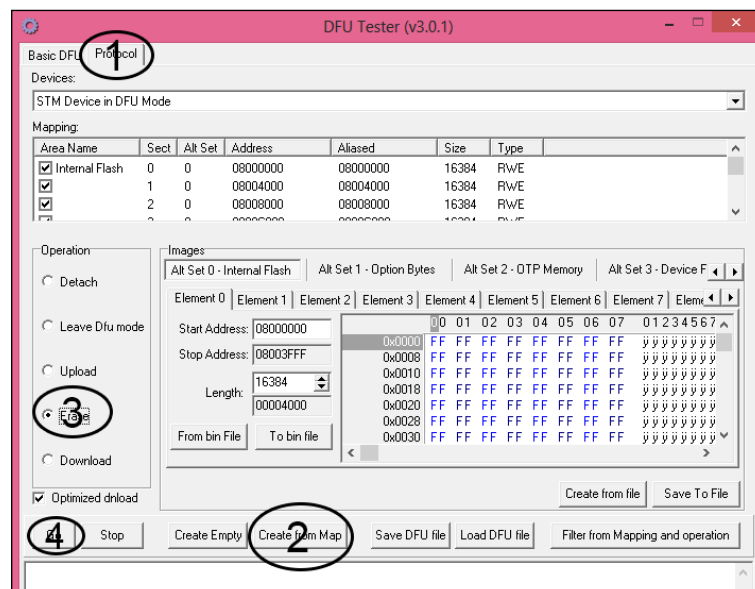 DFU Tester (v3.0.1)
Basic DFU Protocol
1
Devices:
STM Device in DFU Mode
Mapping:
Area Name Sect Alt Set Address Aliased Size Type
Internal Flash 0 0 08000000 08000000 16384 RWE
1 0 08004000 08004000 16384 RWE
2 0 08008000 08008000 16384 RWE
Operation
Detach
Leave Dfu mode
Upload
Erase
3
Download
Optimized dnload
Images
Alt Set 0 - Internal Flash Alt Set 1 - Option Bytes Alt Set 2 - OTP Memory Alt Set 3 - Device F
Element 0 Element 1 Element 2 Element 3 Element 4 Element 5 Element 6 Element 7 Eleme
Start Address: 08000000
Stop Address: 08003FFF
Length: 16384
00004000
From bin File To bin file
00 01 02 03 04 05 06 07 0 1 2 3 4 5 6 7
0x0000 FF FF FF FF FF FF FF FF ÿ ÿ ÿ ÿ ÿ ÿ ÿ ÿ
0x0008 FF FF FF FF FF FF FF FF ÿ ÿ ÿ ÿ ÿ ÿ ÿ ÿ
0x0010 FF FF FF FF FF FF FF FF ÿ ÿ ÿ ÿ ÿ ÿ ÿ ÿ
0x0018 FF FF FF FF FF FF FF FF ÿ ÿ ÿ ÿ ÿ ÿ ÿ ÿ
0x0020 FF FF FF FF FF FF FF FF ÿ ÿ ÿ ÿ ÿ ÿ ÿ ÿ
0x0028 FF FF FF FF FF FF FF FF ÿ ÿ ÿ ÿ ÿ ÿ ÿ ÿ
0x0030 FF FF FF FF FF FF FF FF ÿ ÿ ÿ ÿ ÿ ÿ ÿ ÿ
Create from file Save To File
4 Stop Create Empty Create from Map Save DFU file Load DFU file Filter from Mapping and operation
2